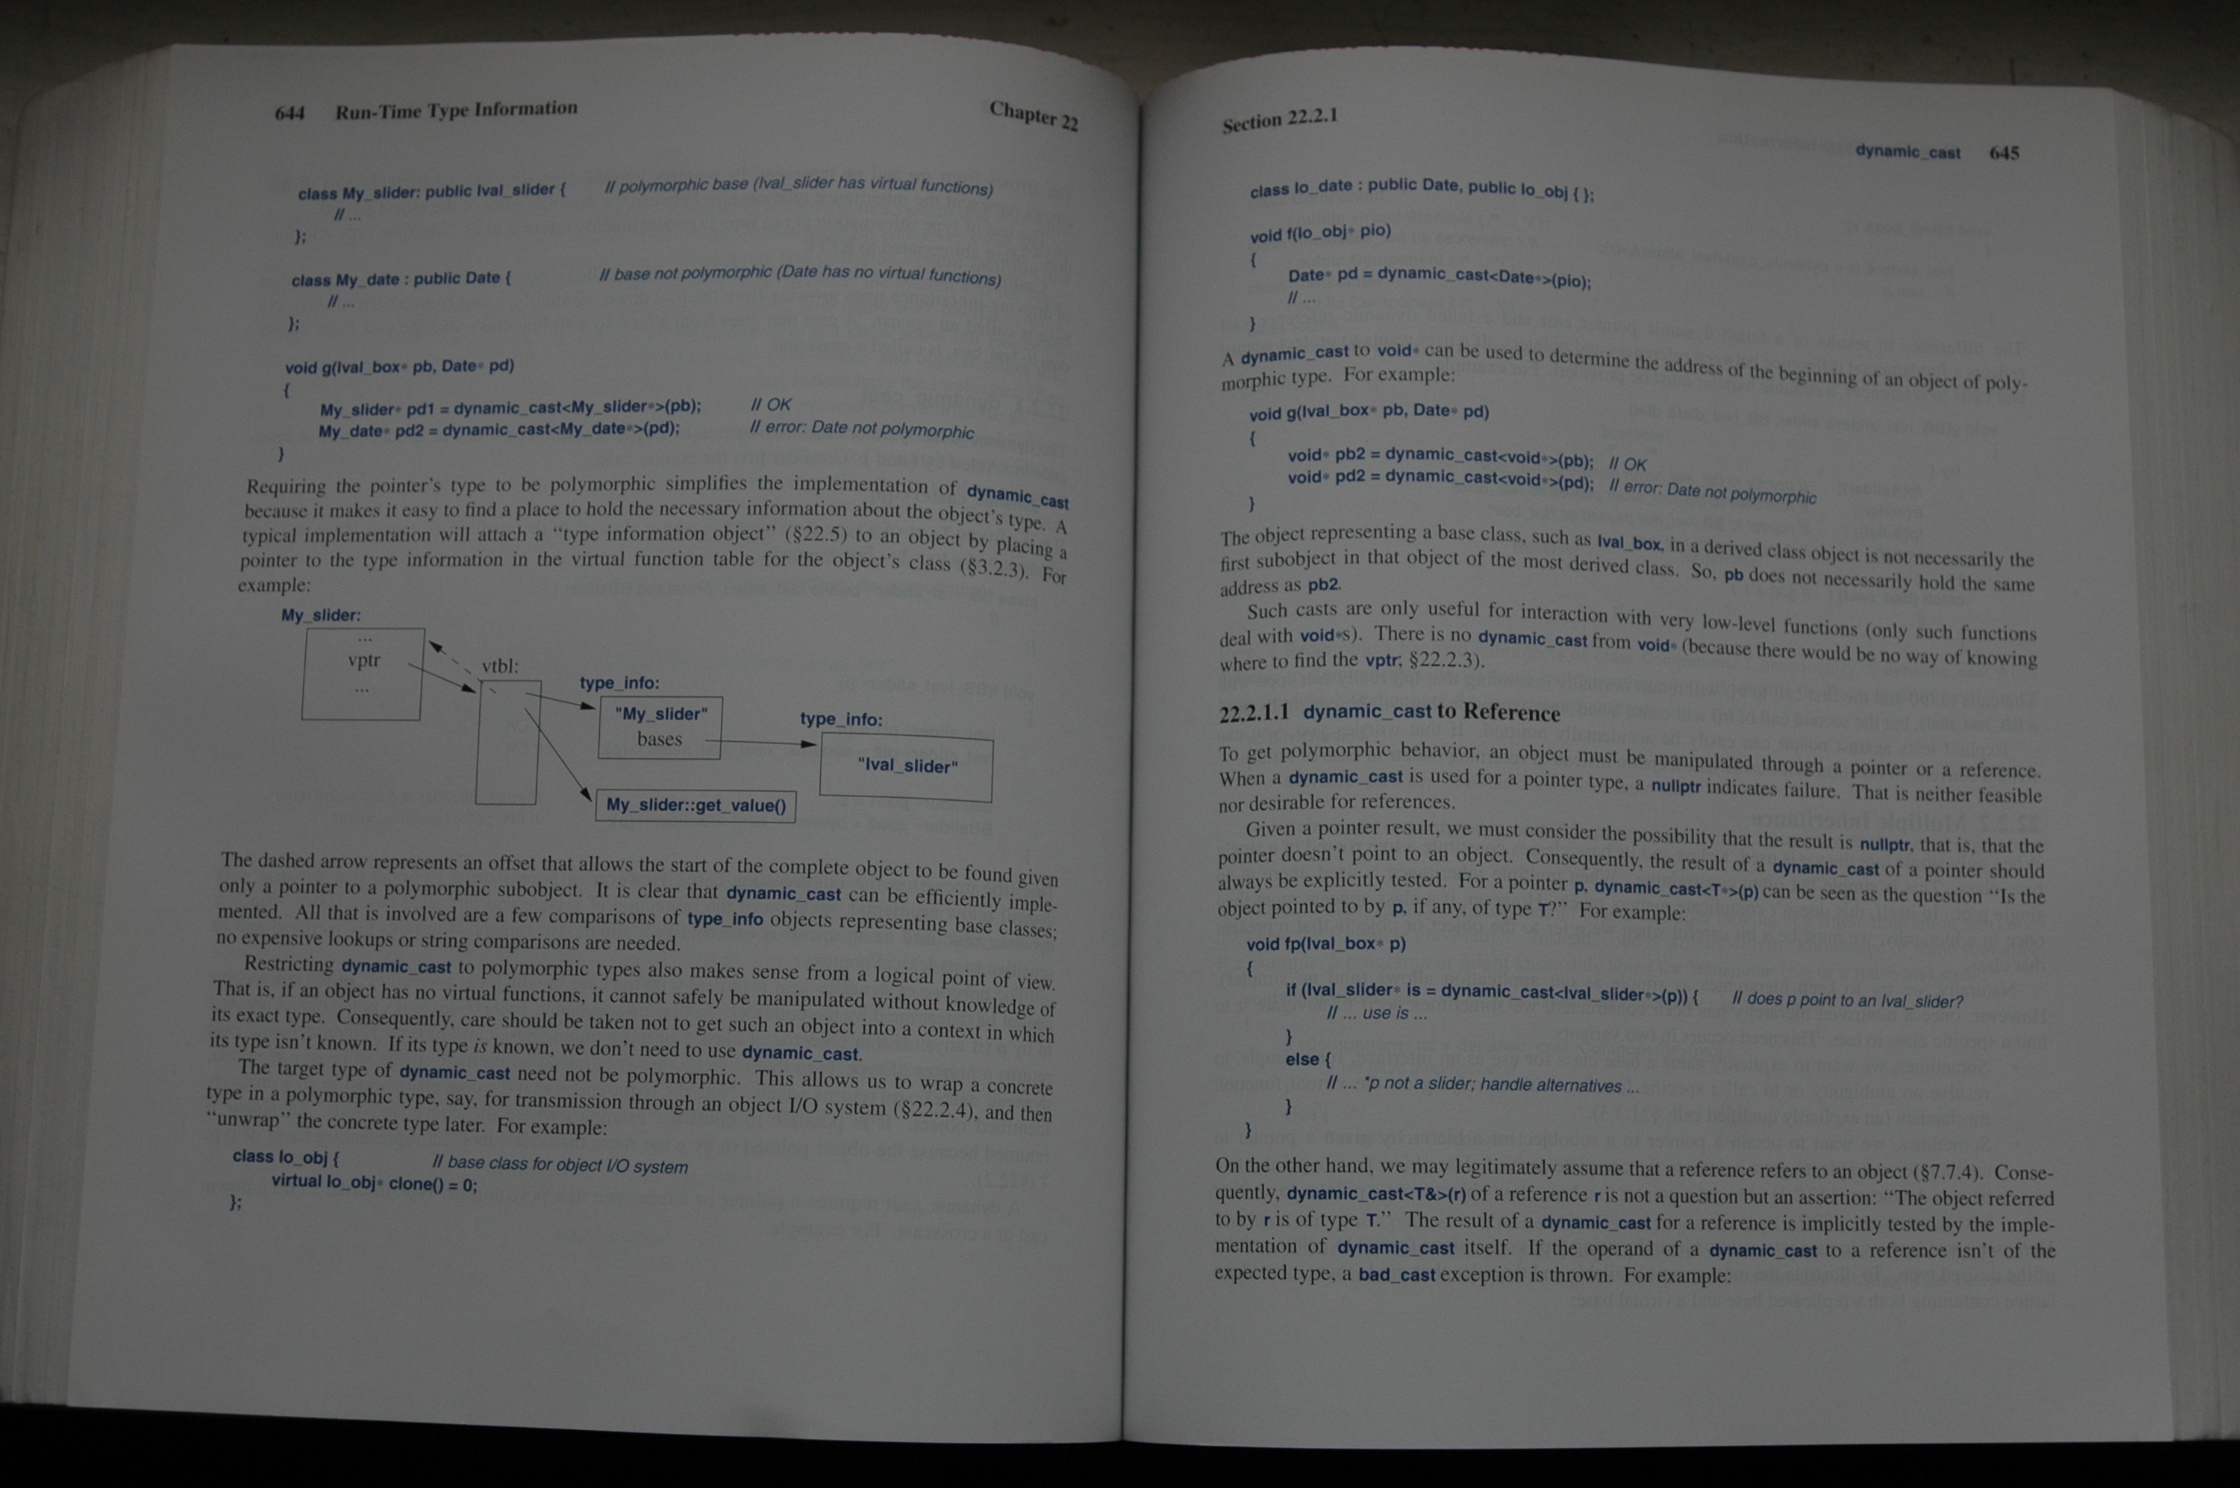 644 Run-Time Type Information Chapter 22
class My_slider: public Ival_slider { // polymorphic base (Ival_slider has virtual functions)
// ...
};
class My_date : public Date { // base not polymorphic (Date has no virtual functions)
// ...
};
void g(Ival_box* pb, Date* pd)
{
My_slider* pd1 = dynamic_cast<My_slider*>(pb); // OK
My_date* pd2 = dynamic_cast<My_date*>(pd); // error: Date not polymorphic
}
Requiring the pointer's type to be polymorphic simplifies the implementation of dynamic_cast
because it makes it easy to find a place to hold the necessary information about the object's type. A
typical implementation will attach a “type information object” (§22.5) to an object by placing a
pointer to the type information in the virtual function table for the object's class (§3.2.3). For
example:
My_slider:
...
vptr
...
vtbl:
type_info:
"My_slider"
bases
type_info:
"Ival_slider"
My_slider::get_value()
The dashed arrow represents an offset that allows the start of the complete object to be found given
only a pointer to a polymorphic subobject. It is clear that dynamic_cast can be efficiently imple-
mented. All that is involved are a few comparisons of type_info objects representing base classes;
no expensive lookups or string comparisons are needed.
Restricting dynamic_cast to polymorphic types also makes sense from a logical point of view.
That is, if an object has no virtual functions, it cannot safely be manipulated without knowledge of
its exact type. Consequently, care should be taken not to get such an object into a context in which
its type isn't known. If its type is known, we don't need to use dynamic_cast.
The target type of dynamic_cast need not be polymorphic. This allows us to wrap a concrete
type in a polymorphic type, say, for transmission through an object I/O system (§22.2.4), and then
“unwrap” the concrete type later. For example:
class Io_obj { // base class for object I/O system
virtual Io_obj* clone() = 0;
};
Section 22.2.1 dynamic_cast 645
class Io_date : public Date, public Io_obj { };
void f(Io_obj* pio)
{
Date* pd = dynamic_cast<Date*>(pio);
// ...
}
A dynamic_cast to void* can be used to determine the address of the beginning of an object of poly-
morphic type. For example:
void g(Ival_box* pb, Date* pd)
{
void* pb2 = dynamic_cast<void*>(pb); // OK
void* pd2 = dynamic_cast<void*>(pd); // error: Date not polymorphic
}
The object representing a base class, such as Ival_box, in a derived class object is not necessarily the
first subobject in that object of the most derived class. So, pb does not necessarily hold the same
address as pb2.
Such casts are only useful for interaction with very low-level functions (only such functions
deal with void*s). There is no dynamic_cast from void* (because there would be no way of knowing
where to find the vptr; §22.2.3).
22.2.1.1 dynamic_cast to Reference
To get polymorphic behavior, an object must be manipulated through a pointer or a reference.
When a dynamic_cast is used for a pointer type, a nullptr indicates failure. That is neither feasible
nor desirable for references.
Given a pointer result, we must consider the possibility that the result is nullptr, that is, that the
pointer doesn't point to an object. Consequently, the result of a dynamic_cast of a pointer should
always be explicitly tested. For a pointer p, dynamic_cast<T*>(p) can be seen as the question “Is the
object pointed to by p, if any, of type T?” For example:
void fp(Ival_box* p)
{
if (Ival_slider* is = dynamic_cast<Ival_slider*>(p)) { // does p point to an Ival_slider?
// ... use is ...
}
else {
// ... *p not a slider; handle alternatives ...
}
}
On the other hand, we may legitimately assume that a reference refers to an object (§7.7.4). Conse-
quently, dynamic_cast<T&>(r) of a reference r is not a question but an assertion: “The object referred
to by r is of type T.” The result of a dynamic_cast for a reference is implicitly tested by the imple-
mentation of dynamic_cast itself. If the operand of a dynamic_cast to a reference isn't of the
expected type, a bad_cast exception is thrown. For example: